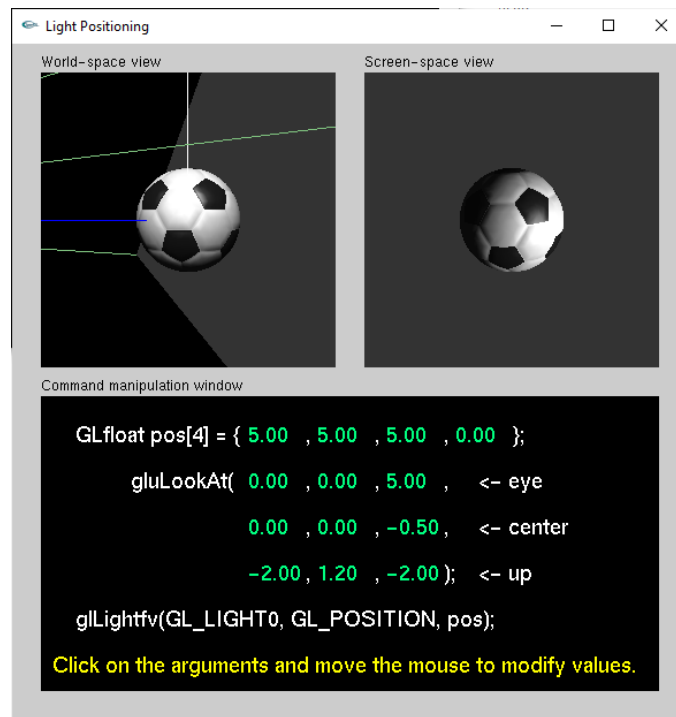 Light Positioning
World-space view
Screen-space view
Command manipulation window
GLfloat pos[4] = { 5.00 , 5.00 , 5.00 , 0.00 };
gluLookAt( 0.00 , 0.00 , 5.00 , <- eye
0.00 , 0.00 , -0.50 , <- center
-2.00 , 1.20 , -2.00 ); <- up
glLightfv(GL_LIGHT0, GL_POSITION, pos);
Click on the arguments and move the mouse to modify values.